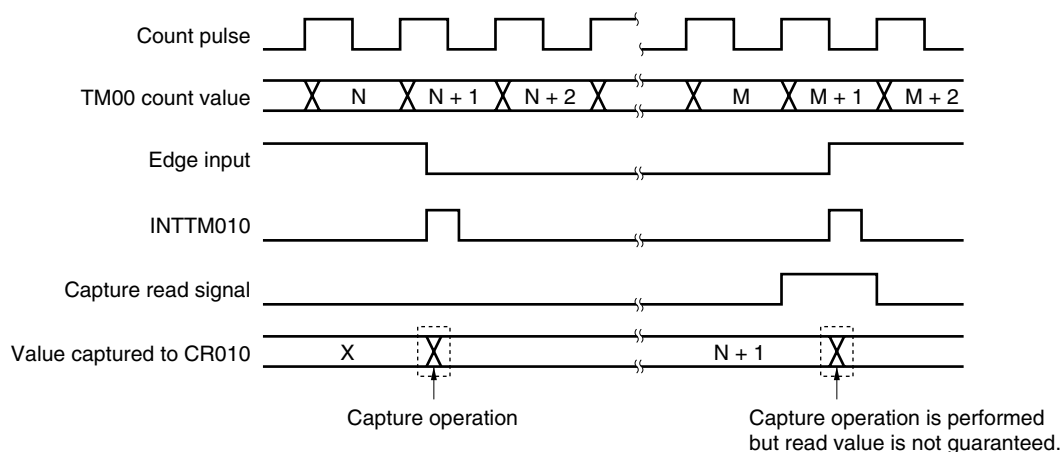 Count pulse
TM00 count value
N
N + 1
N + 2
M
M + 1
M + 2
Edge input
INTTM010
Capture read signal
Value captured to CR010
X
N + 1
Capture operation
Capture operation is performed
but read value is not guaranteed.